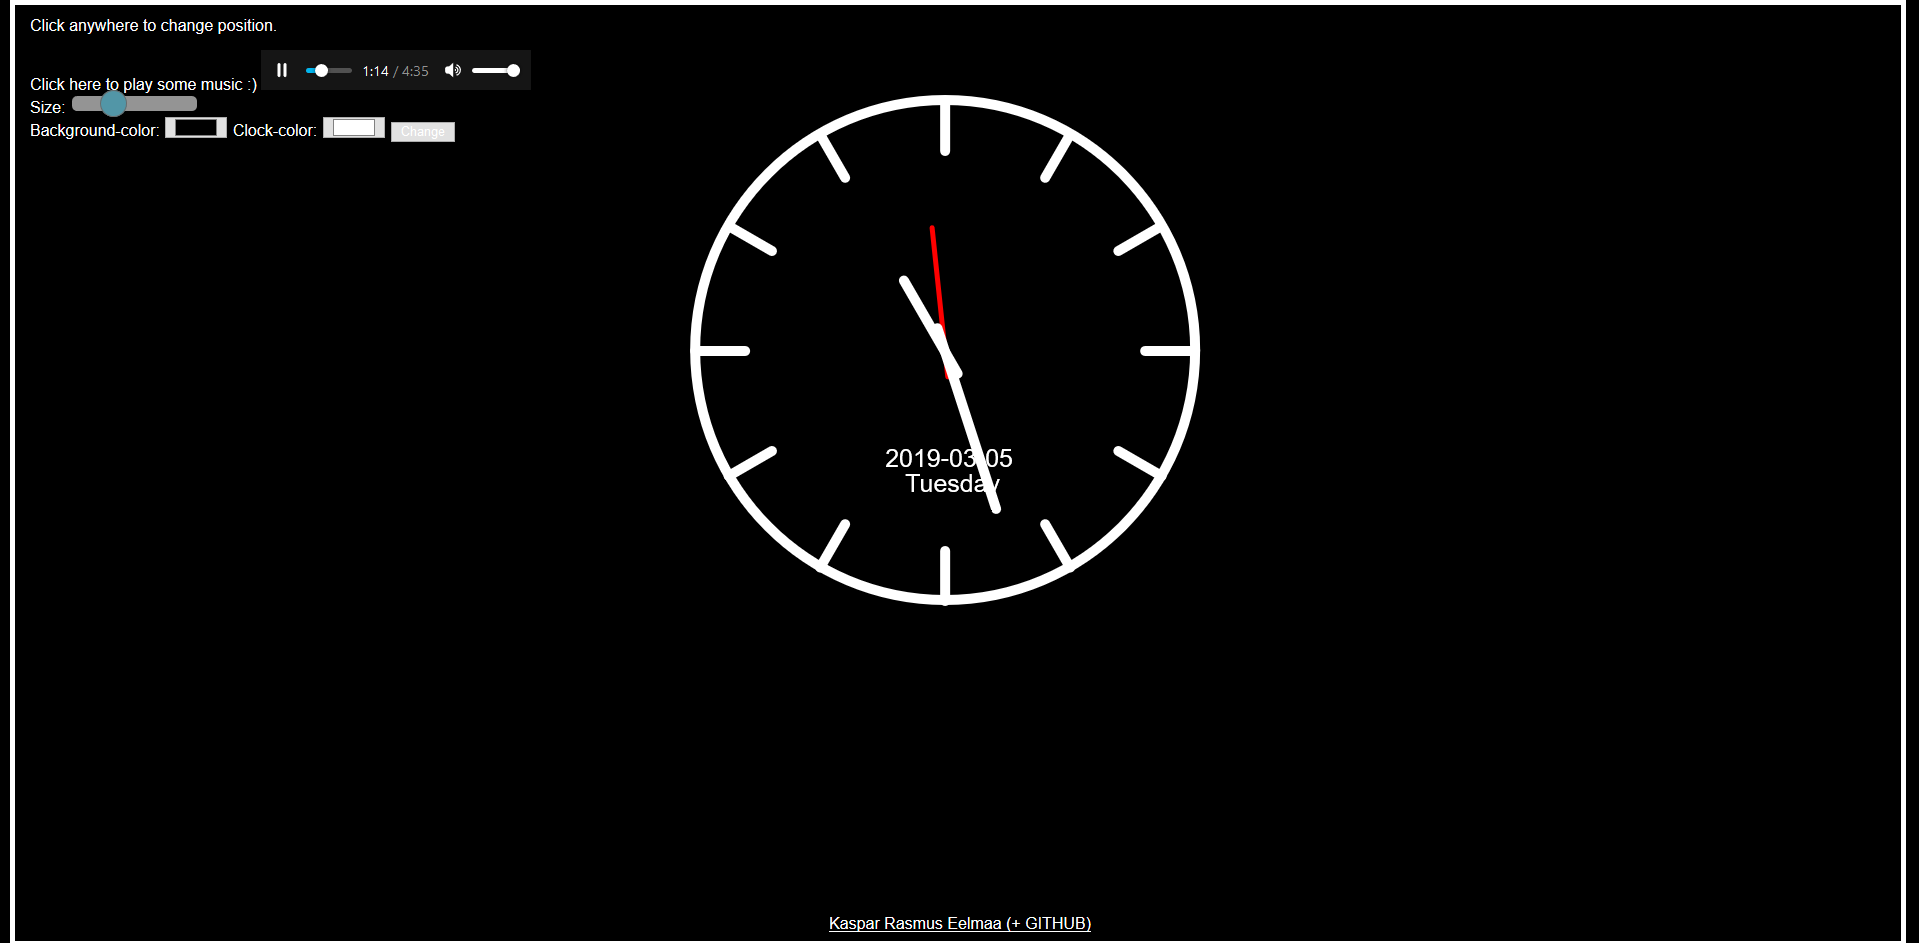 Click anywhere to change position.
1:14 / 4:35
Click here to play some music :)
Size:
Background-color: Clock-color: Change
2019-03-05
Tuesday
Kaspar Rasmus Eelmaa (+ GITHUB)